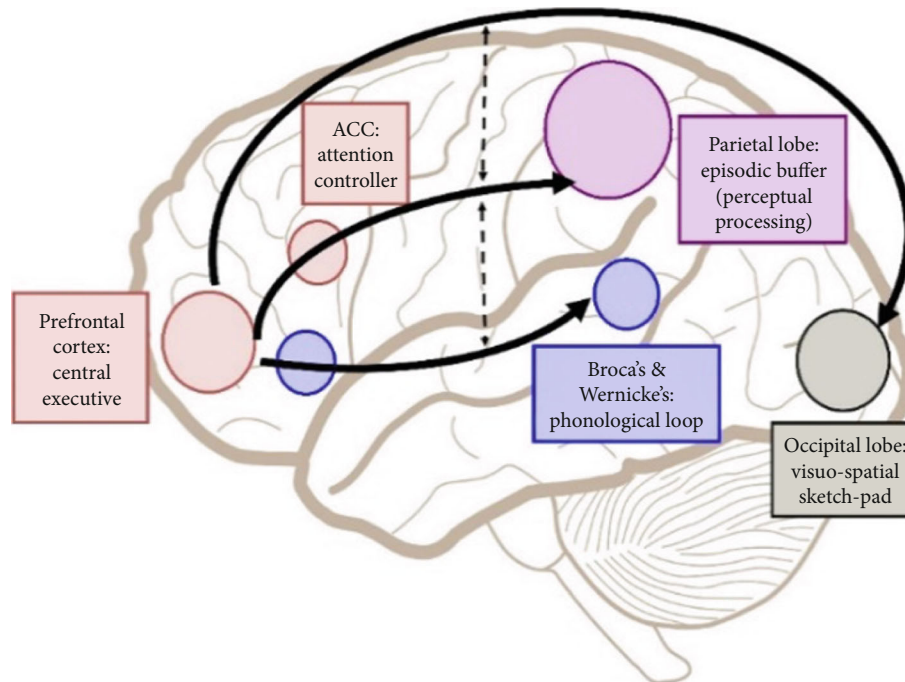 ACC:
attention
controller
Parietal lobe:
episodic buffer
(perceptual
processing)
Prefrontal
cortex:
central
executive
Broca's &
Wernicke's:
phonological loop
Occipital lobe:
visuo-spatial
sketch-pad